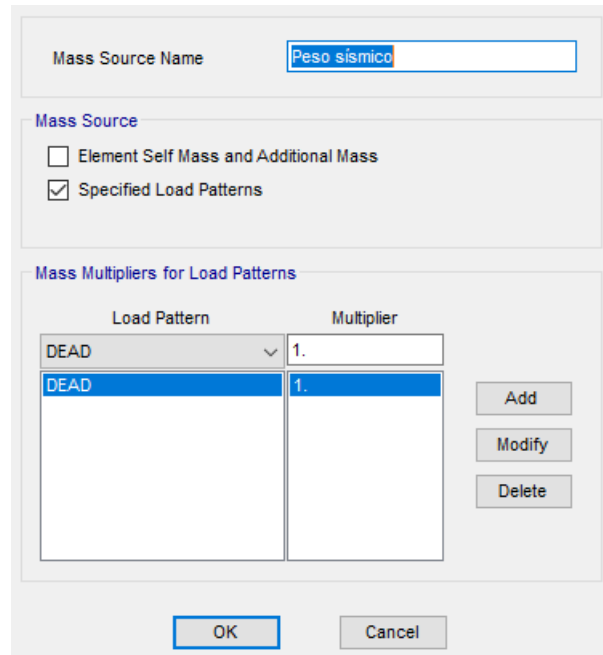 Mass Source Name
Peso sísmico
Mass Source
Element Self Mass and Additional Mass
Specified Load Patterns
Mass Multipliers for Load Patterns
Load Pattern Multiplier
DEAD 1.
DEAD 1.
Add
Modify
Delete
OK Cancel